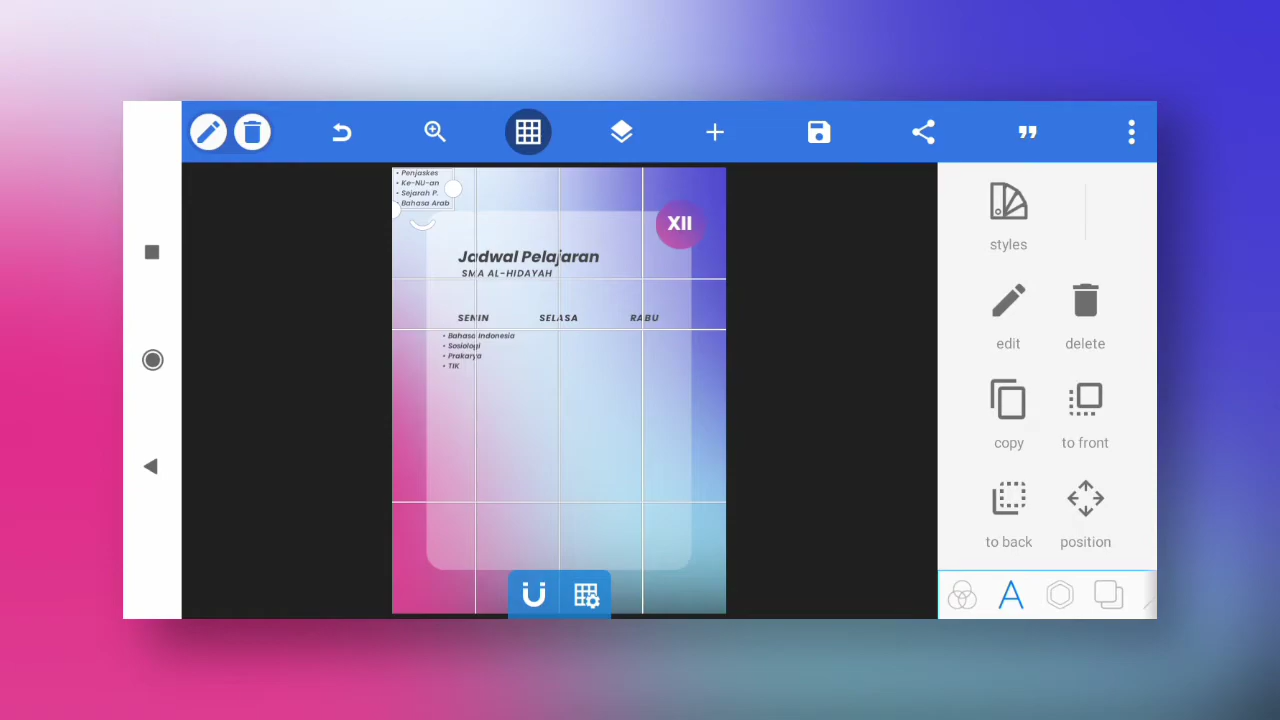 • Penjaskes
• Ke-NU-an
• Sejarah P.
• Bahasa Arab
XII
Jadwal Pelajaran
SMA AL-HIDAYAH
SENIN SELASA RABU
• Bahasa Indonesia
• Sosiologi
• Prakarya
• TIK
styles
edit delete
copy to front
to back position